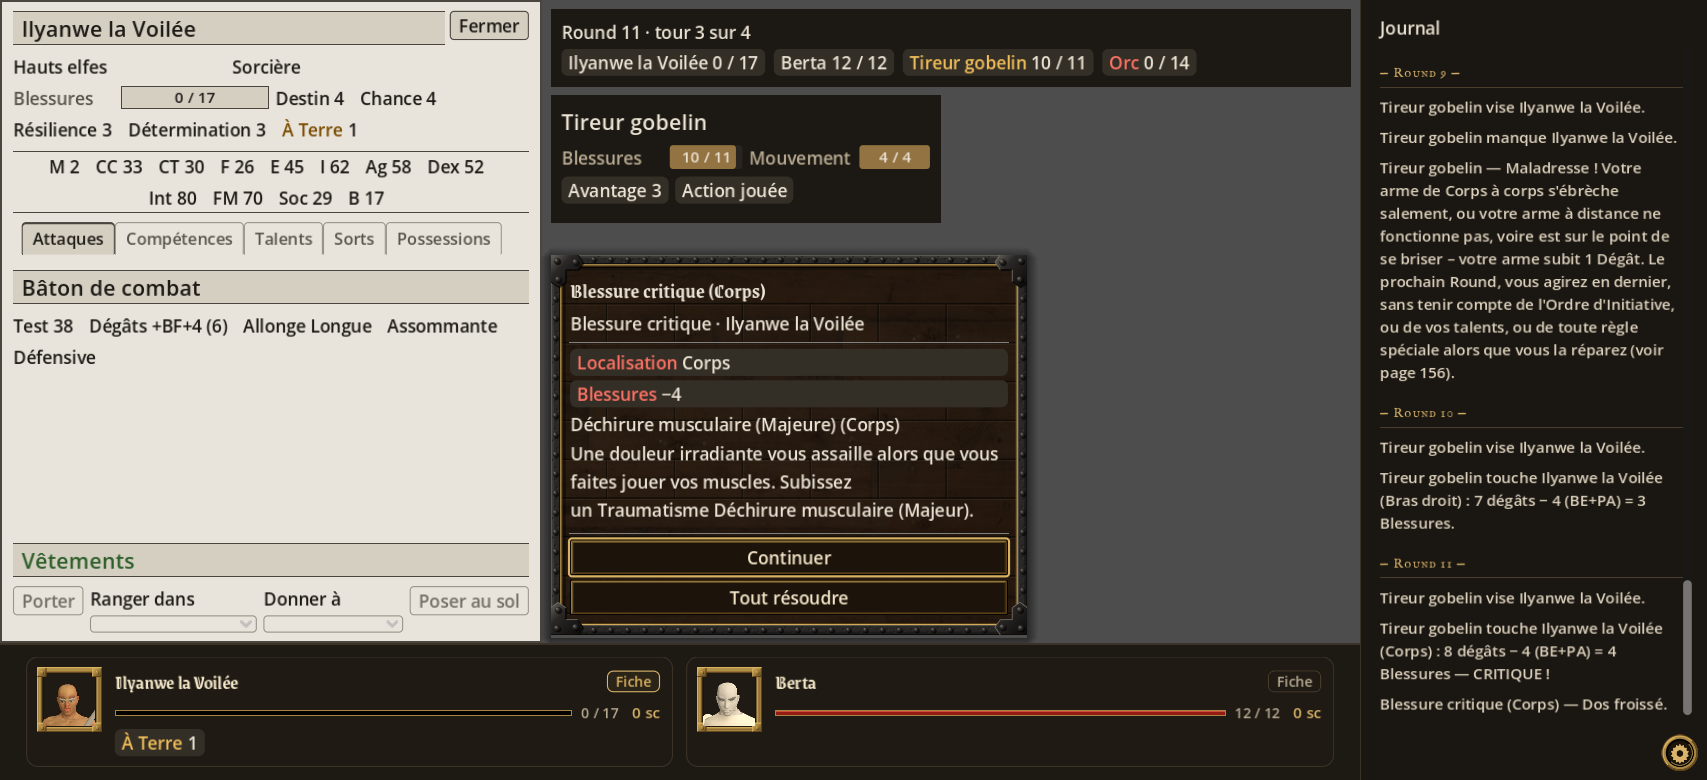 Ilyanwe la Voilée
Fermer
Hauts elfes Sorcière
Blessures 0 / 17 Destin 4 Chance 4
Résilience 3 Détermination 3 À Terre 1
M 2 CC 33 CT 30 F 26 E 45 I 62 Ag 58 Dex 52
Int 80 FM 70 Soc 29 B 17
Attaques Compétences Talents Sorts Possessions
Bâton de combat
Test 38 Dégâts +BF+4 (6) Allonge Longue Assommante
Défensive
Vêtements
Porter Ranger dans Donner à Poser au sol
Round 11 · tour 3 sur 4
Ilyanwe la Voilée 0 / 17 Berta 12 / 12 Tireur gobelin 10 / 11 Orc 0 / 14
Tireur gobelin
Blessures 10 / 11 Mouvement 4 / 4
Avantage 3 Action jouée
Blessure critique (Corps)
Blessure critique · Ilyanwe la Voilée
Localisation Corps
Blessures −4
Déchirure musculaire (Majeure) (Corps)
Une douleur irradiante vous assaille alors que vous
faites jouer vos muscles. Subissez
un Traumatisme Déchirure musculaire (Majeur).
Continuer
Tout résoudre
Ilyanwe la Voilée Fiche
0 / 17 0 sc
À Terre 1
Berta Fiche
12 / 12 0 sc
Journal
– Round 9 –
Tireur gobelin vise Ilyanwe la Voilée.
Tireur gobelin manque Ilyanwe la Voilée.
Tireur gobelin — Maladresse ! Votre
arme de Corps à corps s'ébrèche
salement, ou votre arme à distance ne
fonctionne pas, voire est sur le point de
se briser – votre arme subit 1 Dégât. Le
prochain Round, vous agirez en dernier,
sans tenir compte de l'Ordre d'Initiative,
ou de vos talents, ou de toute règle
spéciale alors que vous la réparez (voir
page 156).
– Round 10 –
Tireur gobelin vise Ilyanwe la Voilée.
Tireur gobelin touche Ilyanwe la Voilée
(Bras droit) : 7 dégâts − 4 (BE+PA) = 3
Blessures.
– Round 11 –
Tireur gobelin vise Ilyanwe la Voilée.
Tireur gobelin touche Ilyanwe la Voilée
(Corps) : 8 dégâts − 4 (BE+PA) = 4
Blessures — CRITIQUE !
Blessure critique (Corps) — Dos froissé.